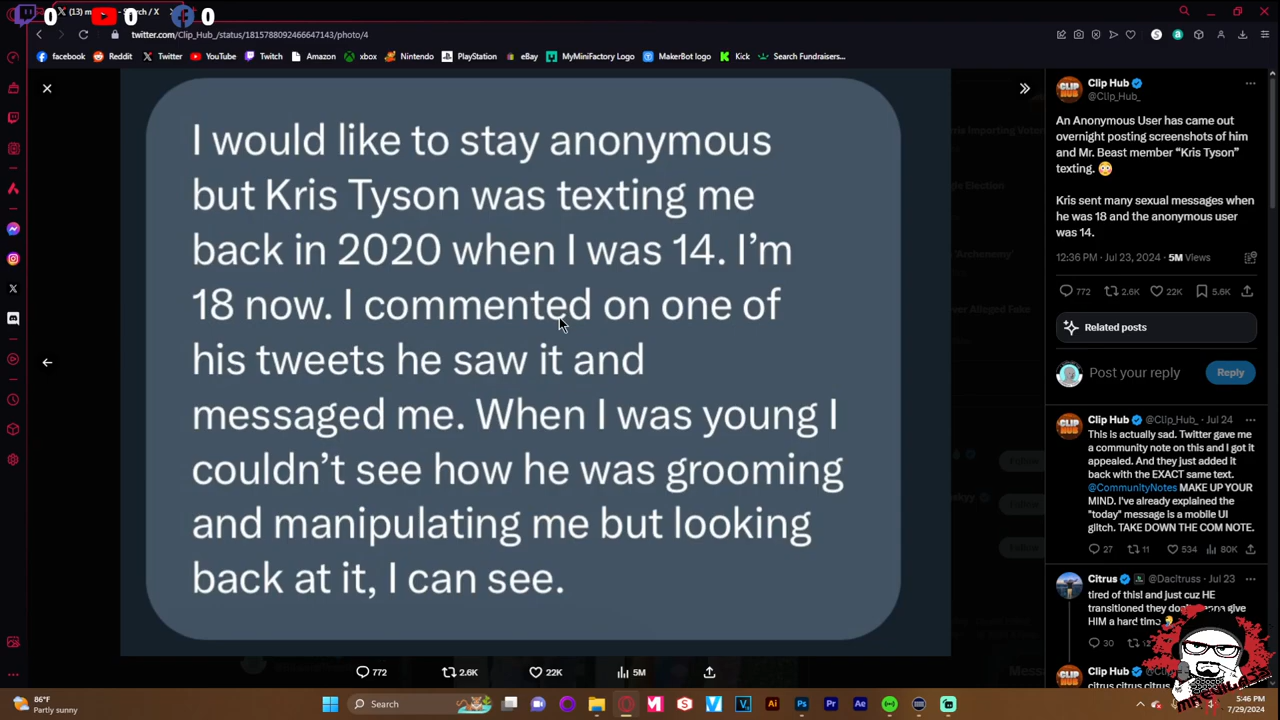 0 0 0
twitter.com/Clip_Hub_/status/1815788092466647143/photo/4
facebook Reddit Twitter YouTube Twitch Amazon xbox Nintendo PlayStation eBay MyMiniFactory Logo MakerBot logo Kick Search Fundraisers...
I would like to stay anonymous
but Kris Tyson was texting me
back in 2020 when I was 14. I'm
18 now. I commented on one of
his tweets he saw it and
messaged me. When I was young I
couldn't see how he was grooming
and manipulating me but looking
back at it, I can see.
772 2.6K 22K 5M
Clip Hub
@Clip_Hub_
An Anonymous User has came out
overnight posting screenshots of him
and Mr. Beast member “Kris Tyson”
texting.
Kris sent many sexual messages when
he was 18 and the anonymous user
was 14.
12:36 PM · Jul 23, 2024 · 5M Views
772 2.6K 22K 5.6K
Related posts
Post your reply Reply
Clip Hub @Clip_Hub_ · Jul 24
This is actually sad. Twitter gave me
a community note on this and I got it
appealed. And they just added it
back with the EXACT same text.
@CommunityNotes MAKE UP YOUR
MIND. I've already explained the
"today" message is a mobile UI
glitch. TAKE DOWN THE COM NOTE.
27 11 534 80K
Citrus @Dacitruss · Jul 23
tired of this! and just cuz HE
transitioned they don't give
HIM a hard time
30
Clip Hub
86°F
Partly sunny
Search
5:46 PM
7/29/2024